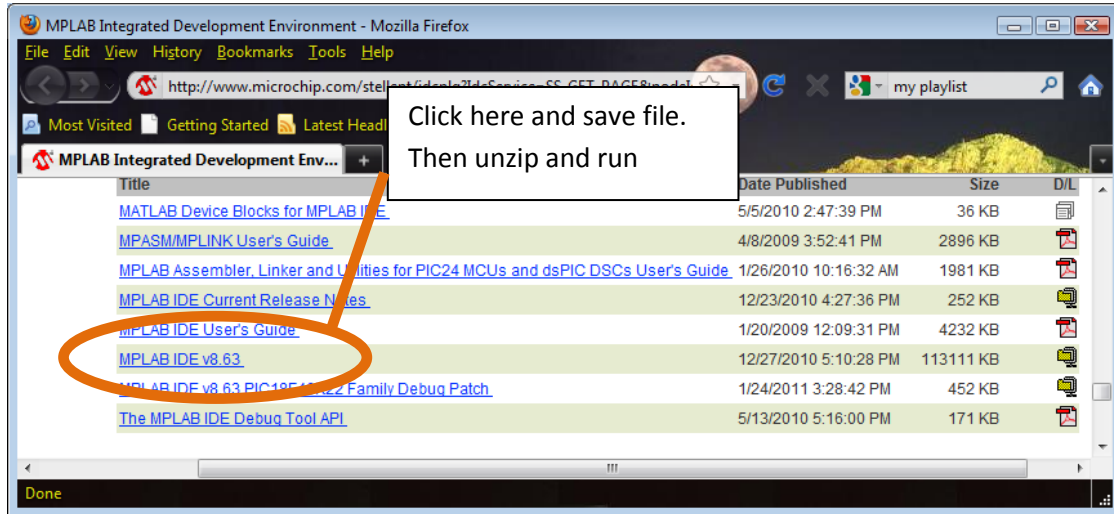 MPLAB Integrated Development Environment - Mozilla Firefox
File Edit View History Bookmarks Tools Help
http://www.microchip.com/stellent/idcplg?IdcService=SS_GET_PAGE&nodeI my playlist
Most Visited Getting Started Latest Headl
Click here and save file.
Then unzip and run
MPLAB Integrated Development Env...
Title Date Published Size D/L
MATLAB Device Blocks for MPLAB IDE 5/5/2010 2:47:39 PM 36 KB
MPASM/MPLINK User's Guide 4/8/2009 3:52:41 PM 2896 KB
MPLAB Assembler, Linker and Utilities for PIC24 MCUs and dsPIC DSCs User's Guide 1/26/2010 10:16:32 AM 1981 KB
MPLAB IDE Current Release Notes 12/23/2010 4:27:36 PM 252 KB
MPLAB IDE User's Guide 1/20/2009 12:09:31 PM 4232 KB
MPLAB IDE v8.63 12/27/2010 5:10:28 PM 113111 KB
MPLAB IDE v8.63 PIC18F46K22 Family Debug Patch 1/24/2011 3:28:42 PM 452 KB
The MPLAB IDE Debug Tool API 5/13/2010 5:16:00 PM 171 KB
Done